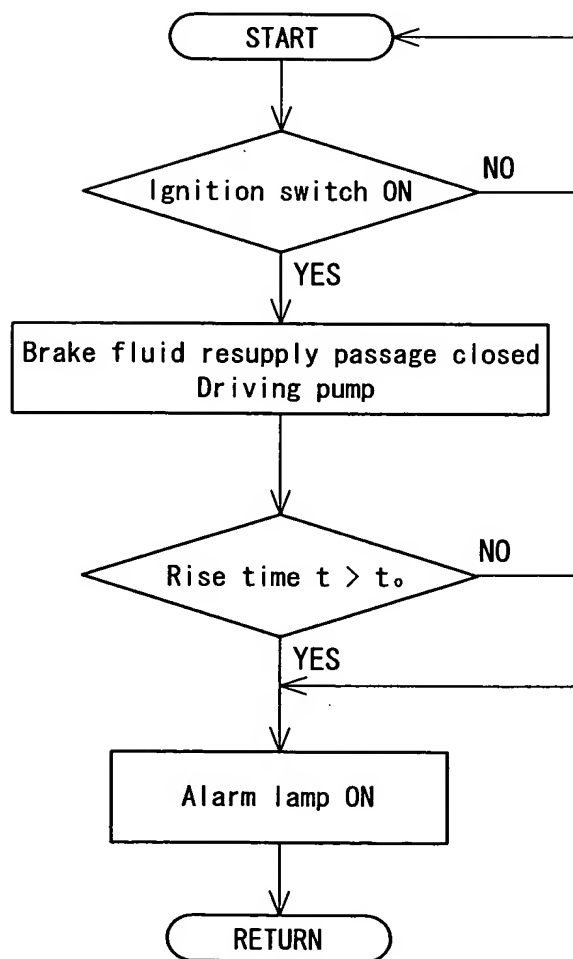 START
Ignition switch ON
NO
YES
Brake fluid resupply passage closed
Driving pump
Rise time t > t₀
NO
YES
Alarm lamp ON
RETURN